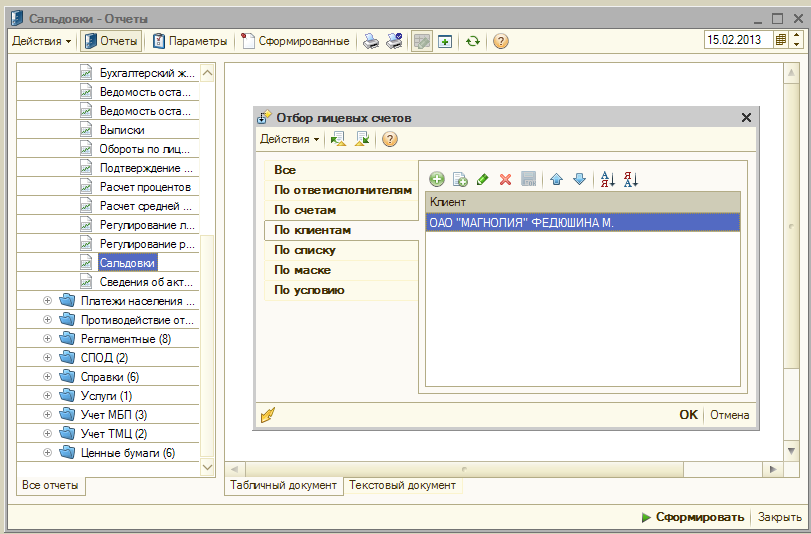 Сальдовки - Отчеты
Действия Отчеты Параметры Сформированные 15.02.2013
Бухгалтерский ж...
Ведомость оста...
Ведомость оста...
Выписки
Обороты по лиц...
Подтверждение ...
Расчет процентов
Расчет средней ...
Регулирование л...
Регулирование р...
Сальдовки
Сведения об акт...
Платежи населения ...
Противодействие от...
Регламентные (8)
СПОД (2)
Справки (6)
Услуги (1)
Учет МБП (3)
Учет ТМЦ (2)
Ценные бумаги (6)
Все отчеты
Отбор лицевых счетов
Действия
Все
По ответисполнителям
По счетам
По клиентам
По списку
По маске
По условию
Клиент
ОАО "МАГНОЛИЯ" ФЕДЮШИНА М.
OK Отмена
Табличный документ Текстовый документ
Сформировать Закрыть